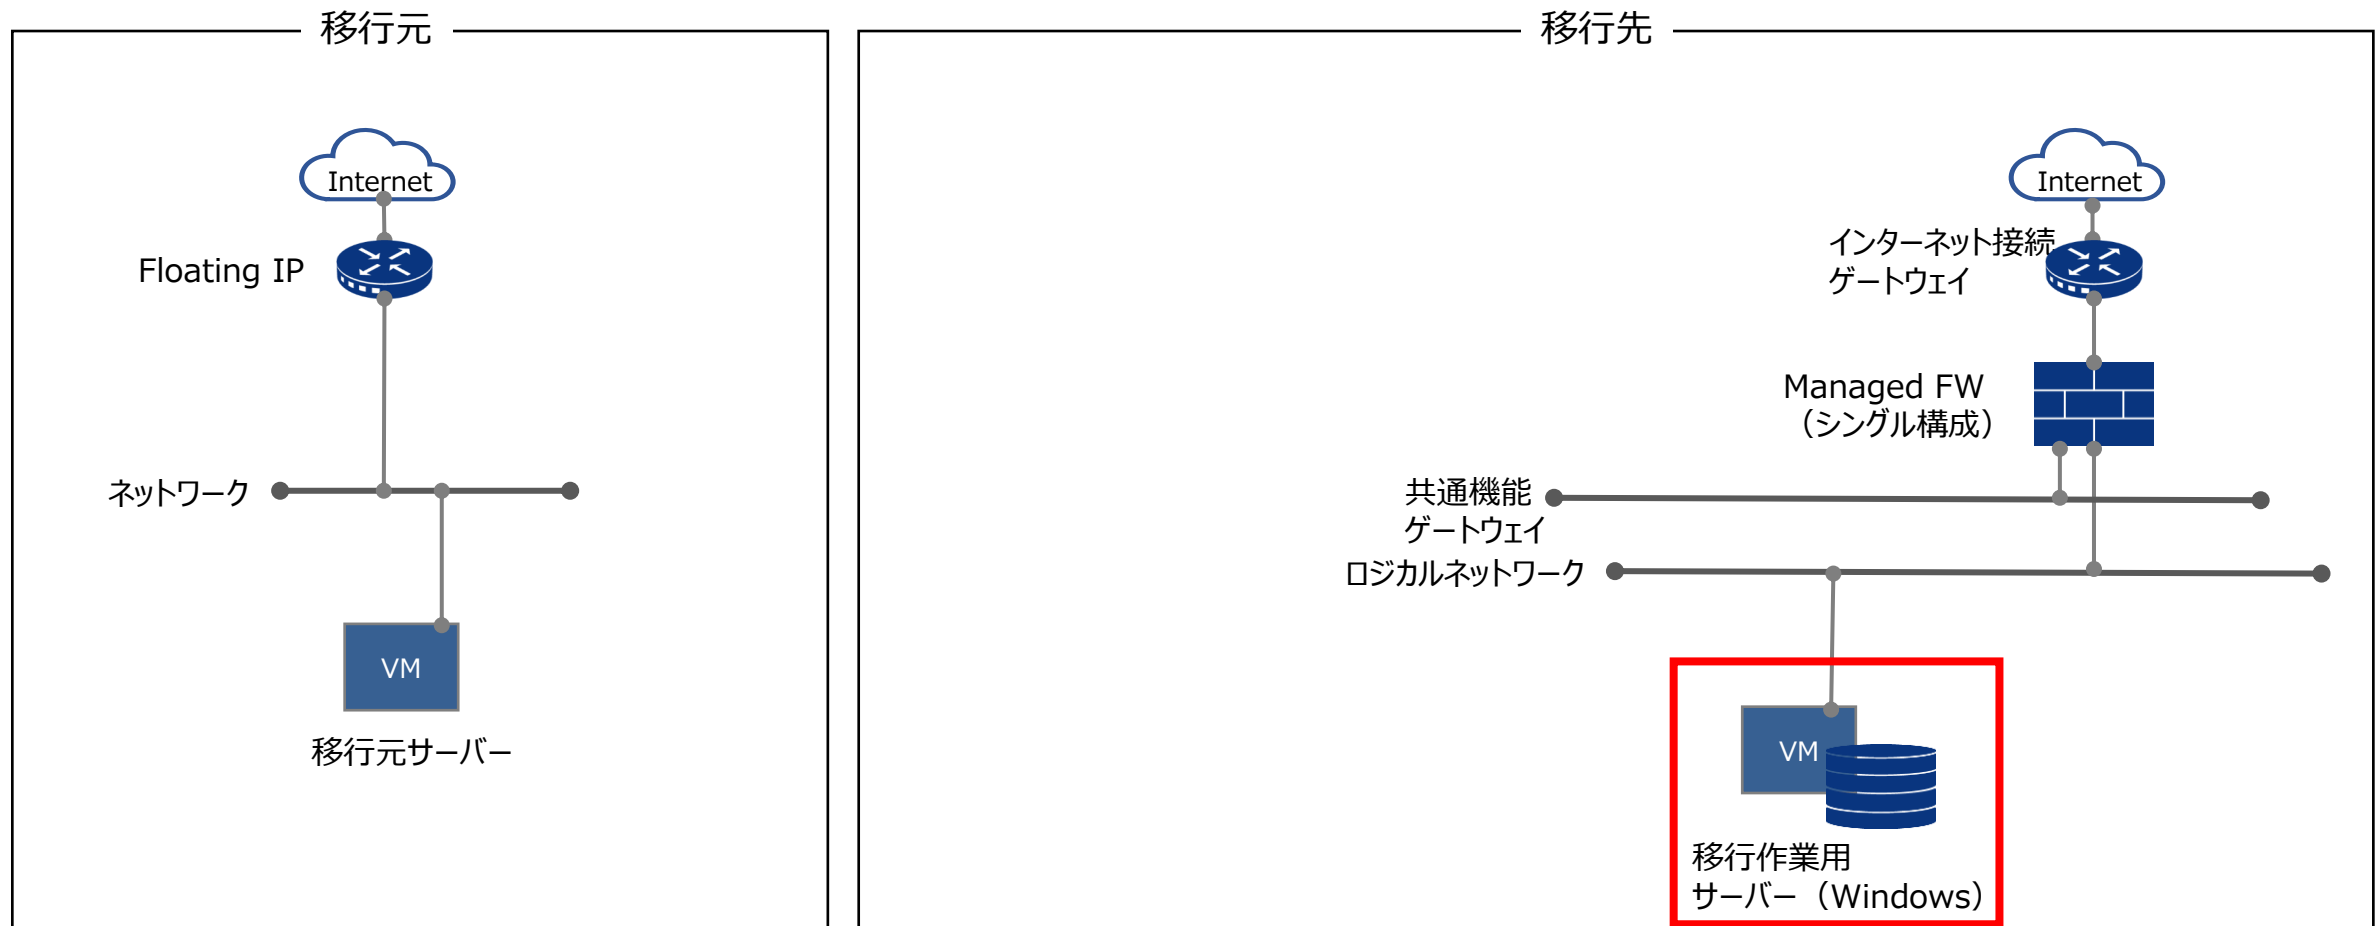 移行元
移行先
Internet
Floating IP
ネットワーク
VM
移行元サーバー
Internet
インターネット接続
ゲートウェイ
Managed FW
（シングル構成）
共通機能
ゲートウェイ
ロジカルネットワーク
VM
移行作業用
サーバー（Windows）